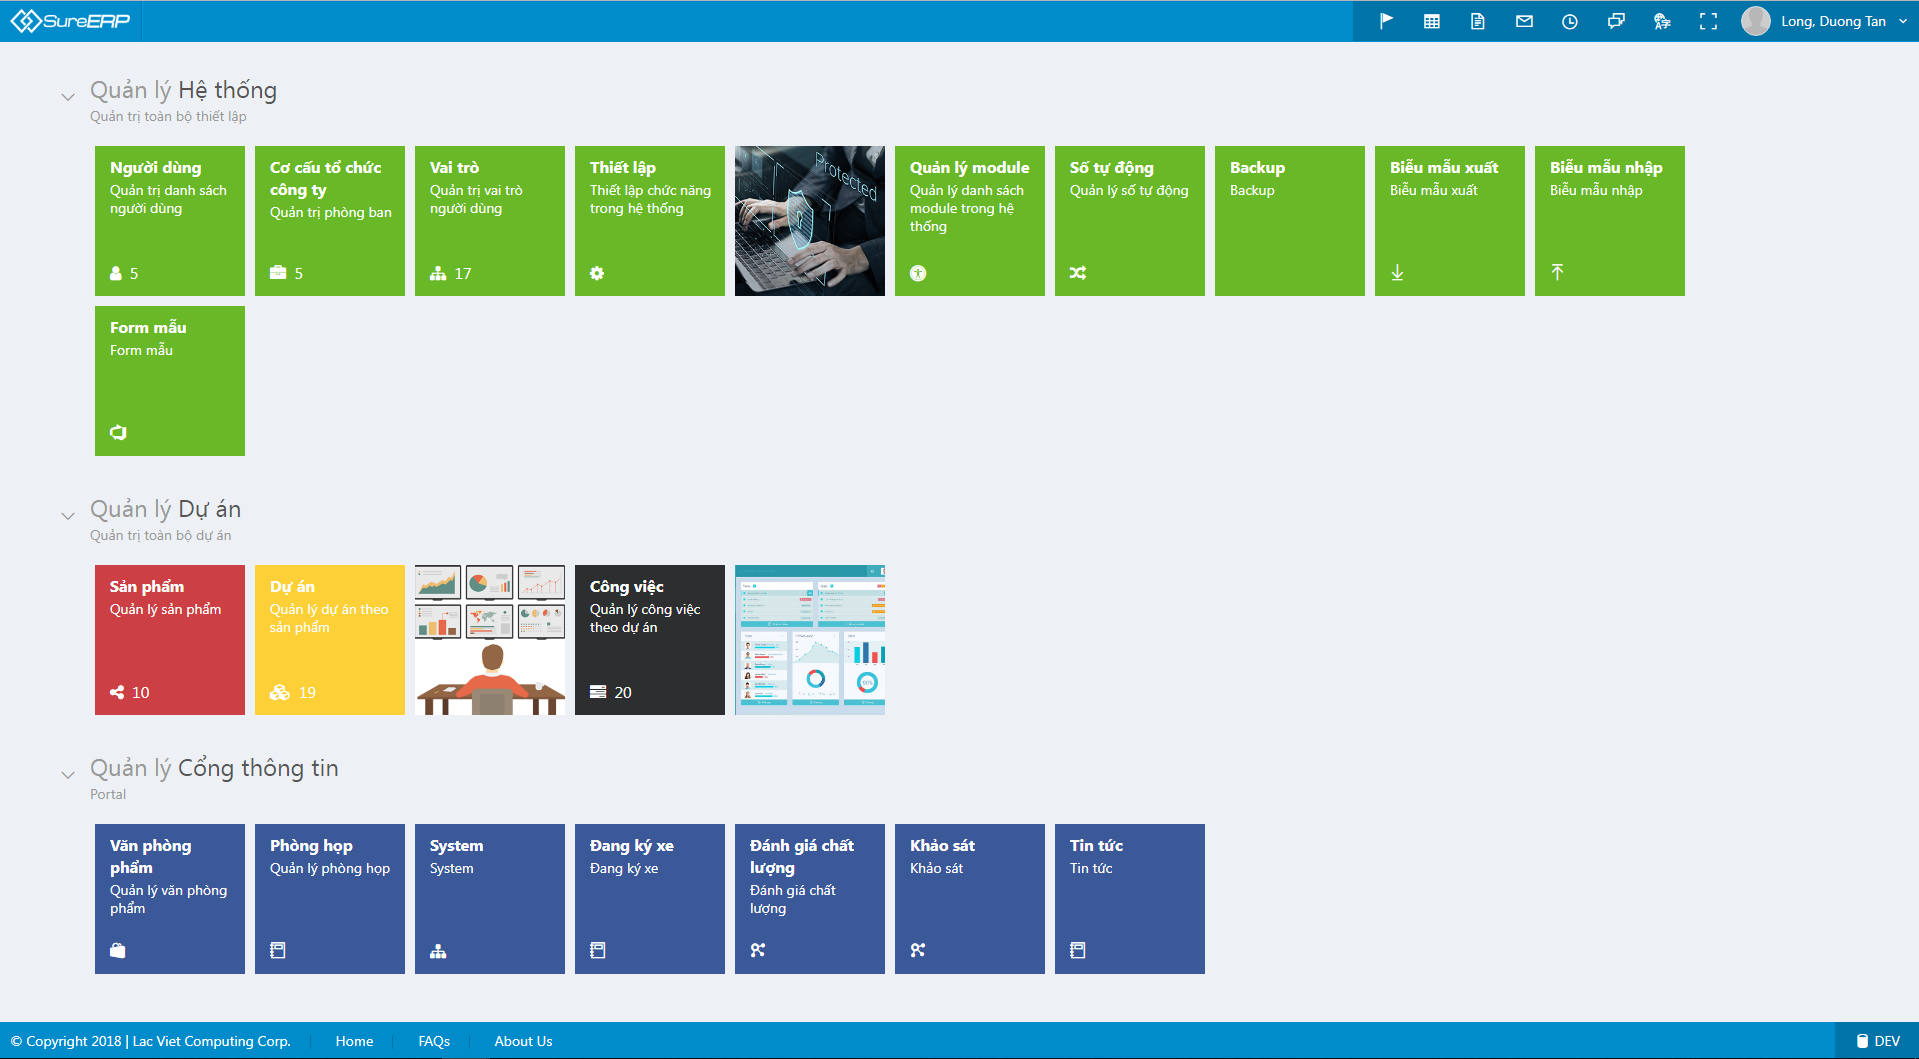 SureERP
Long, Duong Tan
Quản lý Hệ thống
Quản trị toàn bộ thiết lập
Người dùng
Quản trị danh sách
người dùng
5
Cơ cấu tổ chức
công ty
Quản trị phòng ban
5
Vai trò
Quản trị vai trò
người dùng
17
Thiết lập
Thiết lập chức năng
trong hệ thống
Protected
Quản lý module
Quản lý danh sách
module trong hệ
thống
Số tự động
Quản lý số tự động
Backup
Backup
Biễu mẫu xuất
Biễu mẫu xuất
Biễu mẫu nhập
Biễu mẫu nhập
Form mẫu
Form mẫu
Quản lý Dự án
Quản trị toàn bộ dự án
Sản phẩm
Quản lý sản phẩm
10
Dự án
Quản lý dự án theo
sản phẩm
19
Công việc
Quản lý công việc
theo dự án
20
Quản lý Cổng thông tin
Portal
Văn phòng
phẩm
Quản lý văn phòng
phẩm
Phòng họp
Quản lý phòng họp
System
System
Đang ký xe
Đang ký xe
Đánh giá chất
lượng
Đánh giá chất
lượng
Khảo sát
Khảo sát
Tin tức
Tin tức
© Copyright 2018 | Lac Viet Computing Corp.
Home
FAQs
About Us
DEV